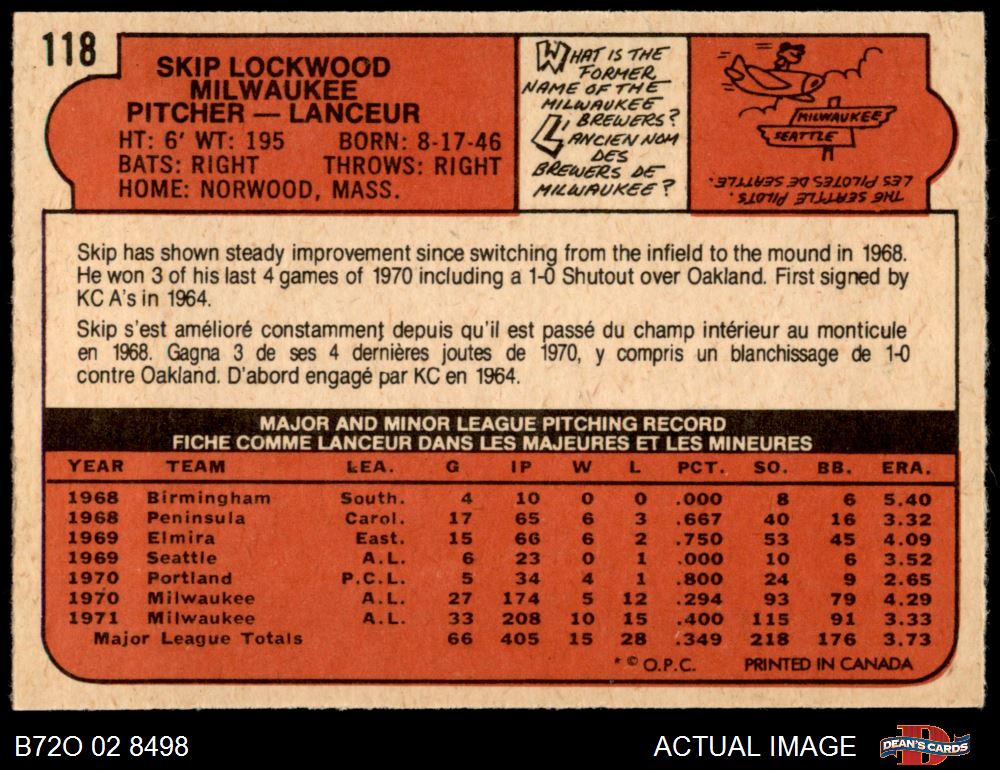 118
SKIP LOCKWOOD
MILWAUKEE
PITCHER — LANCEUR
HT: 6' WT: 195 BORN: 8-17-46
BATS: RIGHT THROWS: RIGHT
HOME: NORWOOD, MASS.
WHAT IS THE
FORMER
NAME OF THE
MILWAUKEE
BREWERS?
L'ANCIEN NOM
DES
BREWERS DE
MILWAUKEE?
MILWAUKEE
SEATTLE
THE SEATTLE PILOTS.
LES PILOTES DE SEATTLE.
Skip has shown steady improvement since switching from the infield to the mound in 1968.
He won 3 of his last 4 games of 1970 including a 1-0 Shutout over Oakland. First signed by
KC A's in 1964.
Skip s'est amélioré constamment depuis qu'il est passé du champ intérieur au monticule
en 1968. Gagna 3 de ses 4 dernières joutes de 1970, y compris un blanchissage de 1-0
contre Oakland. D'abord engagé par KC en 1964.
MAJOR AND MINOR LEAGUE PITCHING RECORD
FICHE COMME LANCEUR DANS LES MAJEURES ET LES MINEURES
YEAR TEAM LEA. G IP W L PCT. SO. BB. ERA.
1968 Birmingham South. 4 10 0 0 .000 8 6 5.40
1968 Peninsula Carol. 17 65 6 3 .667 40 16 3.32
1969 Elmira East. 15 66 6 2 .750 53 45 4.09
1969 Seattle A.L. 6 23 0 1 .000 10 6 3.52
1970 Portland P.C.L. 5 34 4 1 .800 24 9 2.65
1970 Milwaukee A.L. 27 174 5 12 .294 93 79 4.29
1971 Milwaukee A.L. 33 208 10 15 .400 115 91 3.33
Major League Totals 66 405 15 28 .349 218 176 3.73
* © O.P.C. PRINTED IN CANADA
B72O 02 8498 ACTUAL IMAGE DEAN'S CARDS